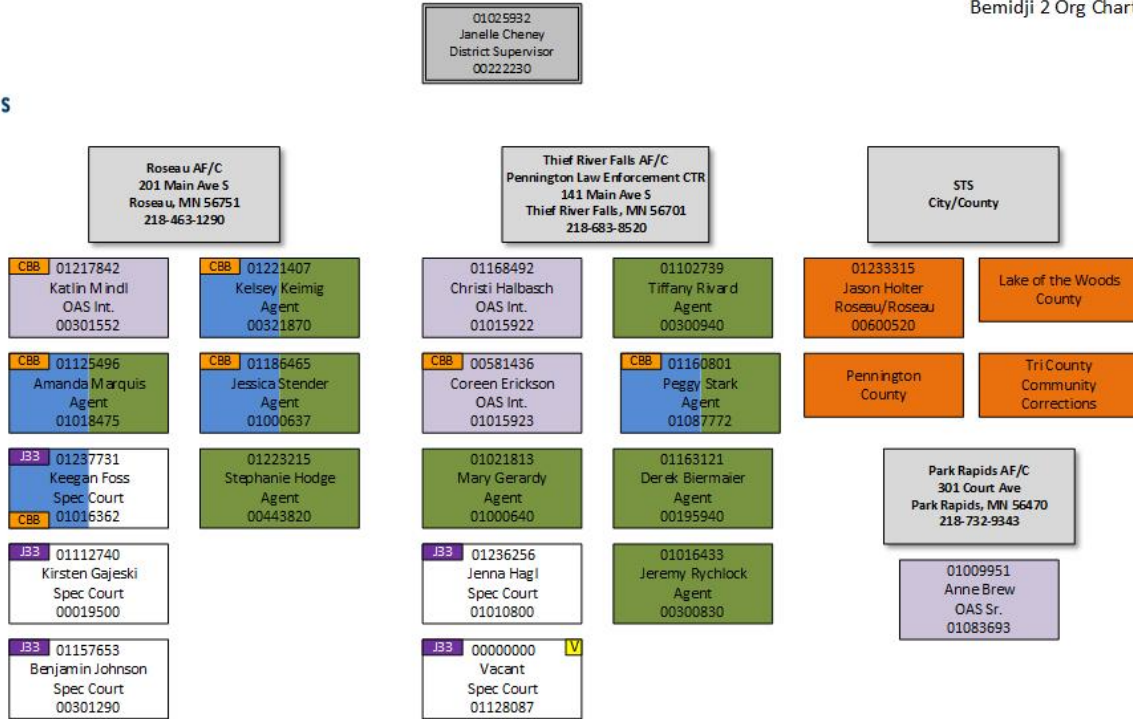 Bemidji 2 Org Chart
01025932
Janelle Cheney
District Supervisor
00222230
s
Roseau AF/C
201 Main Ave S
Roseau, MN 56751
218-463-1290
CBB 01217842
Katlin Mindl
OAS Int.
00301552
CBB 01221407
Kelsey Keimig
Agent
00321870
CBB 01125496
Amanda Marquis
Agent
01018475
CBB 01186465
Jessica Stender
Agent
01000637
J33 01237731
Keegan Foss
Spec Court
CBB 01016362
01223215
Stephanie Hodge
Agent
00443820
J33 01112740
Kirsten Gajeski
Spec Court
00019500
J33 01157653
Benjamin Johnson
Spec Court
00301290
Thief River Falls AF/C
Pennington Law Enforcement CTR
141 Main Ave S
Thief River Falls, MN 56701
218-683-8520
01168492
Christi Halbasch
OAS Int.
01015922
01102739
Tiffany Rivard
Agent
00300940
CBB 00581436
Coreen Erickson
OAS Int.
01015923
CBB 01160801
Peggy Stark
Agent
01087772
01021813
Mary Gerardy
Agent
01000640
01163121
Derek Biermaier
Agent
00195940
J33 01236256
Jenna Hagl
Spec Court
01010800
01016433
Jeremy Rychlock
Agent
00300830
J33 00000000 V
Vacant
Spec Court
01128087
STS
City/County
01233315
Jason Holter
Roseau/Roseau
00600520
Lake of the Woods
County
Pennington
County
Tri County
Community
Corrections
Park Rapids AF/C
301 Court Ave
Park Rapids, MN 56470
218-732-9343
01009951
Anne Brew
OAS Sr.
01083693